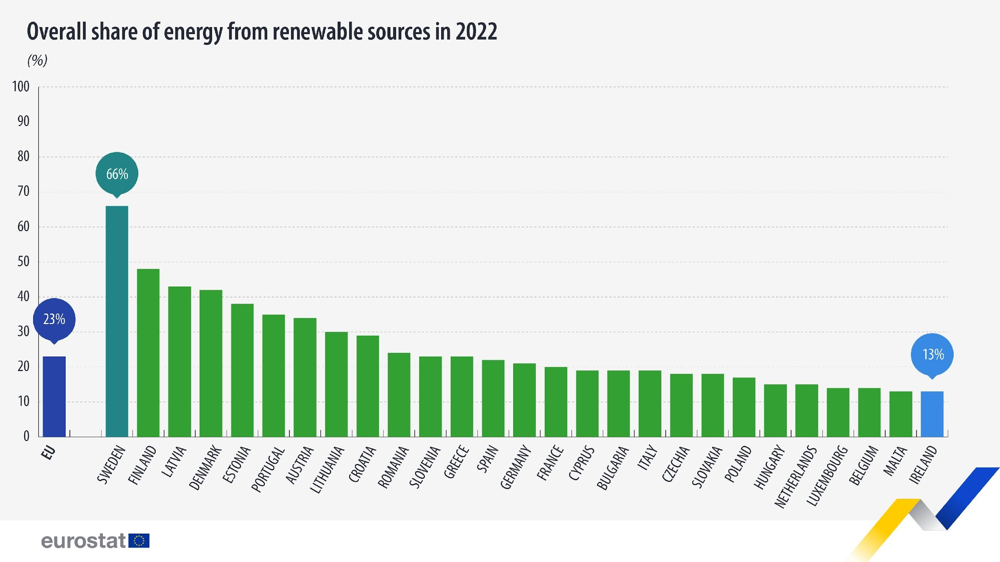 Overall share of energy from renewable sources in 2022
(%)
100
90
80
70
60
50
40
30
20
10
0
23%
66%
13%
EU
SWEDEN
FINLAND
LATVIA
DENMARK
ESTONIA
PORTUGAL
AUSTRIA
LITHUANIA
CROATIA
ROMANIA
SLOVENIA
GREECE
SPAIN
GERMANY
FRANCE
CYPRUS
BULGARIA
ITALY
CZECHIA
SLOVAKIA
POLAND
HUNGARY
NETHERLANDS
LUXEMBOURG
BELGIUM
MALTA
IRELAND
eurostat